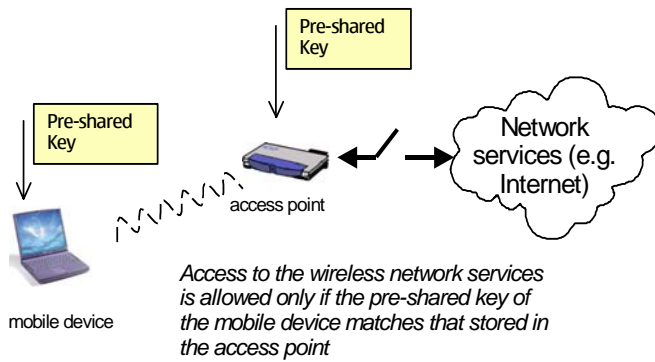 Pre-shared
Key
Pre-shared
Key
Network
services (e.g.
Internet)
access point
mobile device
Access to the wireless network services
is allowed only if the pre-shared key of
the mobile device matches that stored in
the access point